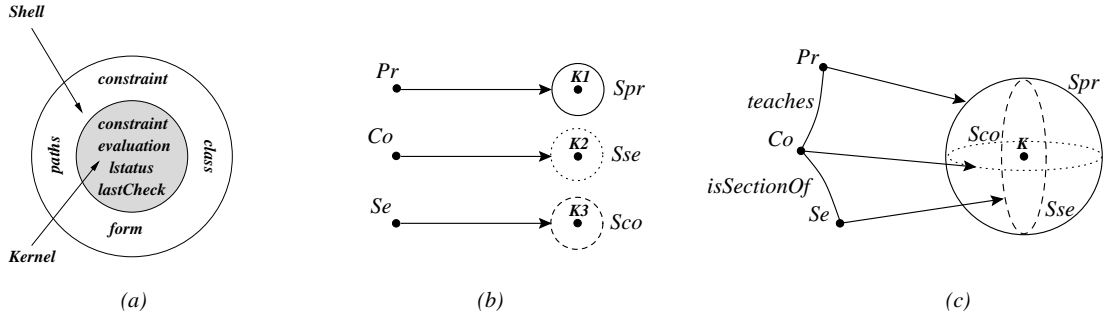 Shell
constraint
constraint
evaluation
lstatus
lastCheck
paths
class
form
Kernel
(a)
Pr
K1
Spr
Co
K2
Sse
Se
K3
Sco
(b)
Pr
Spr
teaches
Sco
K
Co
isSectionOf
Sse
Se
(c)